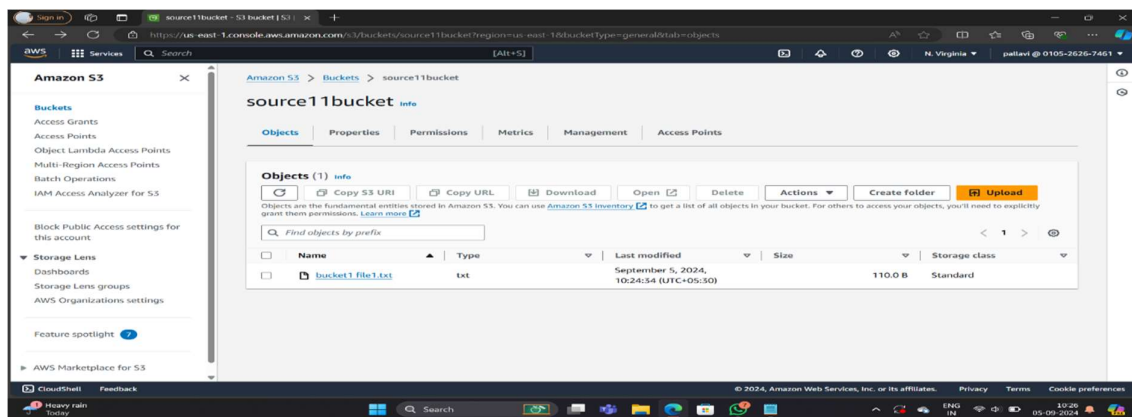 Sign in
source11bucket - S3 bucket | S3 |
https://us-east-1.console.aws.amazon.com/s3/buckets/source11bucket?region=us-east-1&bucketType=general&tab=objects
aws Services Search [Alt+S] N. Virginia pallavi @ 0105-2626-7461
Amazon S3
Buckets
Access Grants
Access Points
Object Lambda Access Points
Multi-Region Access Points
Batch Operations
IAM Access Analyzer for S3
Block Public Access settings for
this account
Storage Lens
Dashboards
Storage Lens groups
AWS Organizations settings
Feature spotlight 7
AWS Marketplace for S3
Amazon S3 > Buckets > source11bucket
source11bucket Info
Objects Properties Permissions Metrics Management Access Points
Objects (1) Info
Copy S3 URI Copy URL Download Open Delete Actions Create folder Upload
Objects are the fundamental entities stored in Amazon S3. You can use Amazon S3 inventory to get a list of all objects in your bucket. For others to access your objects, you'll need to explicitly
grant them permissions. Learn more
Find objects by prefix
< 1 >
Name Type Last modified Size Storage class
bucket1 file1.txt txt September 5, 2024, 10:24:34 (UTC+05:30) 110.0 B Standard
CloudShell Feedback © 2024, Amazon Web Services, Inc. or its affiliates. Privacy Terms Cookie preferences
Heavy rain
Today
Search
ENG
IN
10:26
05-09-2024